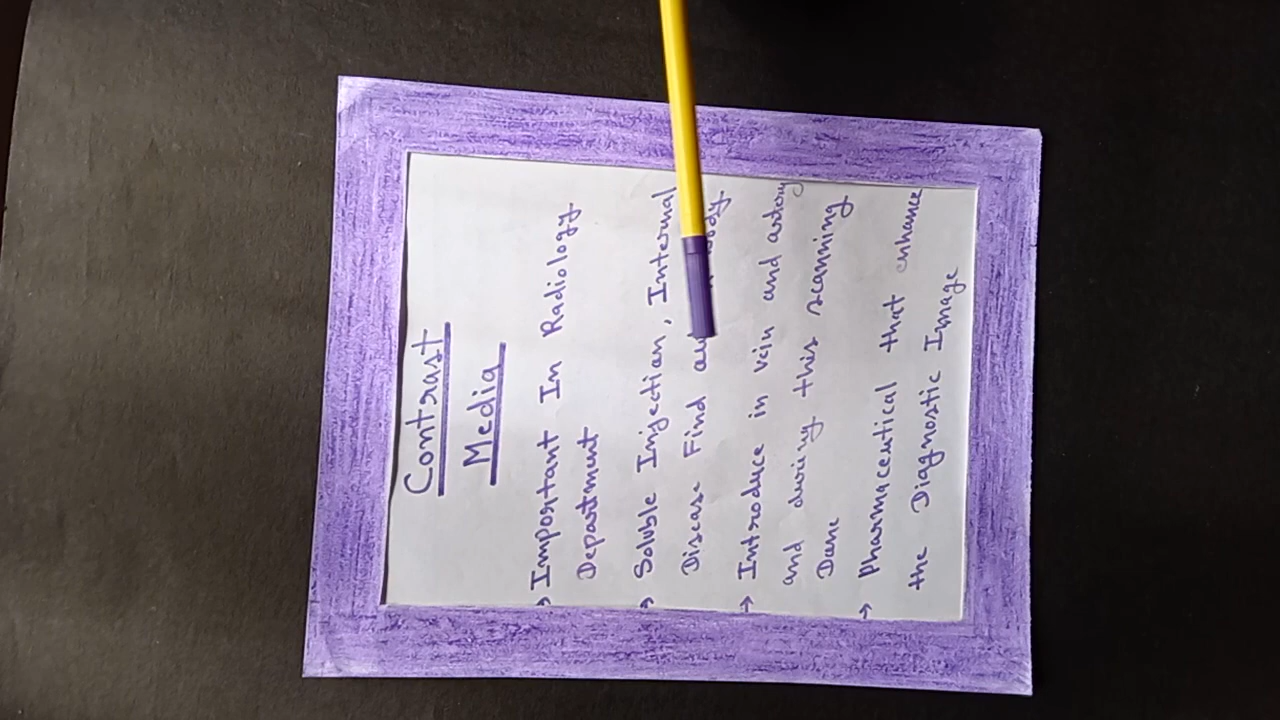 Contrast
Media
→ Important In Radiology
Department
→ Soluble Injection, Internal
Disease Find body
→ Introduce in vein and artery
and during this scanning
Done
→ Pharmaceutical that enhance
the Diagnostic Image